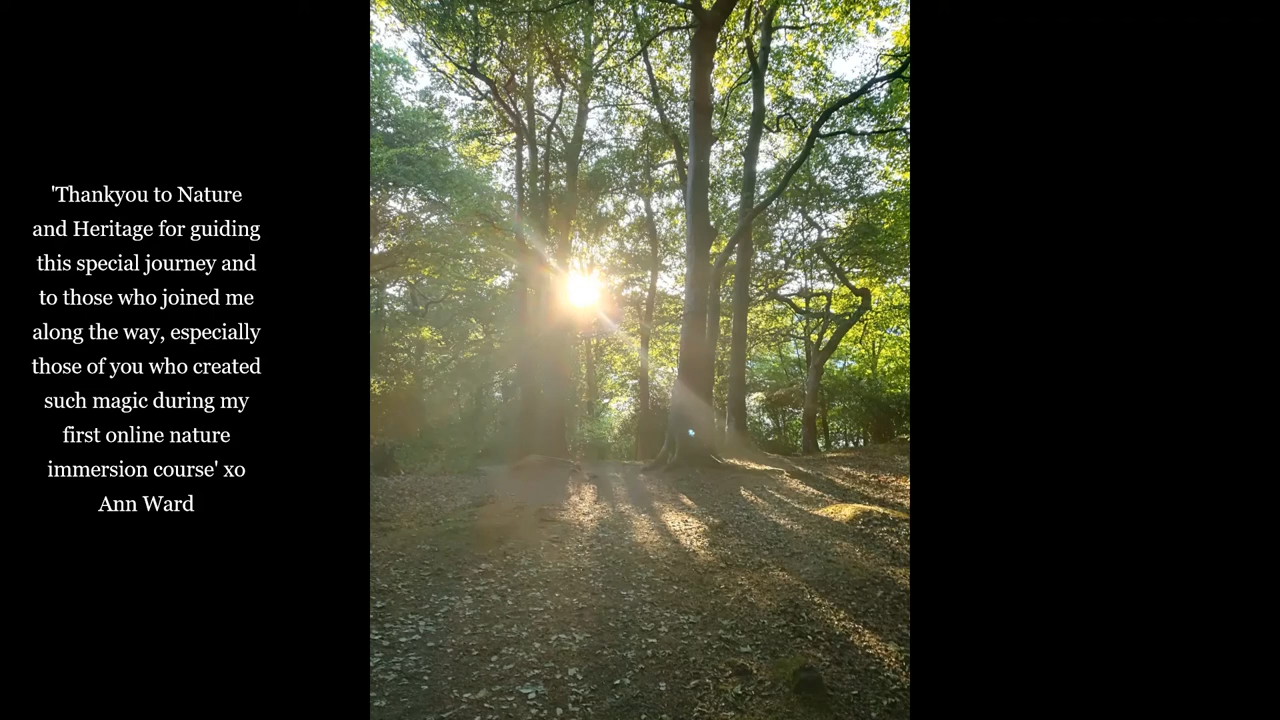 'Thankyou to Nature
and Heritage for guiding
this special journey and
to those who joined me
along the way, especially
those of you who created
such magic during my
first online nature
immersion course' xo
Ann Ward